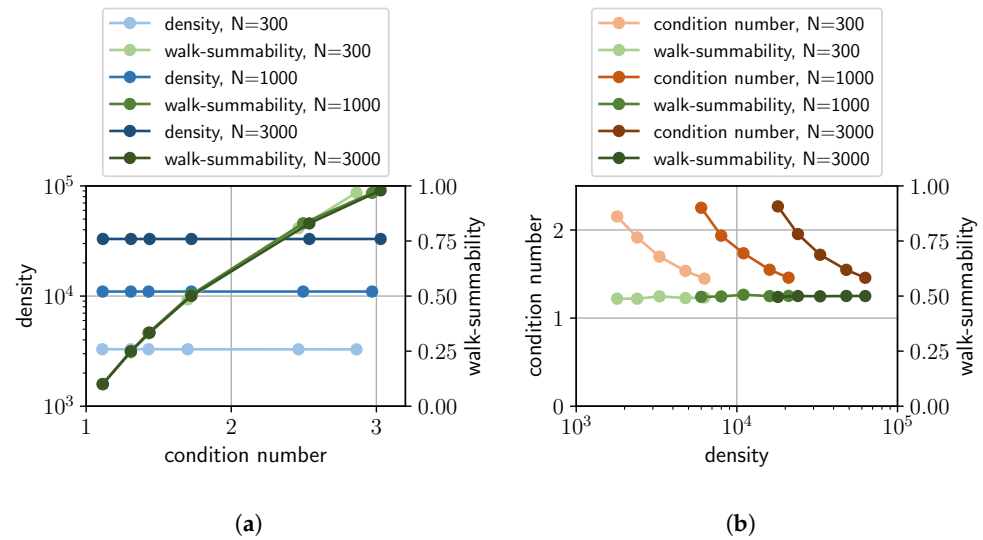 density, N=300
walk-summability, N=300
density, N=1000
walk-summability, N=1000
density, N=3000
walk-summability, N=3000
10^5
10^4
10^3
density
1.00
0.75
0.50
0.25
0.00
walk-summability
1 2 3
condition number
(a)
condition number, N=300
walk-summability, N=300
condition number, N=1000
walk-summability, N=1000
condition number, N=3000
walk-summability, N=3000
2
1
0
condition number
1.00
0.75
0.50
0.25
0.00
walk-summability
10^3 10^4 10^5
density
(b)